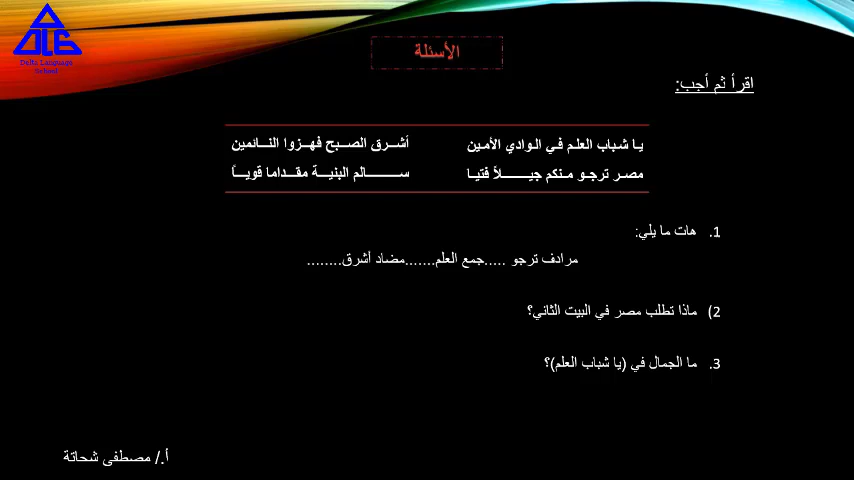 DLS
Delta Language
School
الأسئلة
اقرأ ثم أجب:
يا شباب العلم في الوادي الأمين أشرق الصبح فهزوا النائمين
مصر ترجو منكم جيلاً فتيا سالم البنية مقداما قوياً
1. هات ما يلي:
مرادف ترجو .....جمع العلم.......مضاد أشرق........
2) ماذا تطلب مصر في البيت الثاني؟
3. ما الجمال في (يا شباب العلم)؟
أ./ مصطفى شحاتة